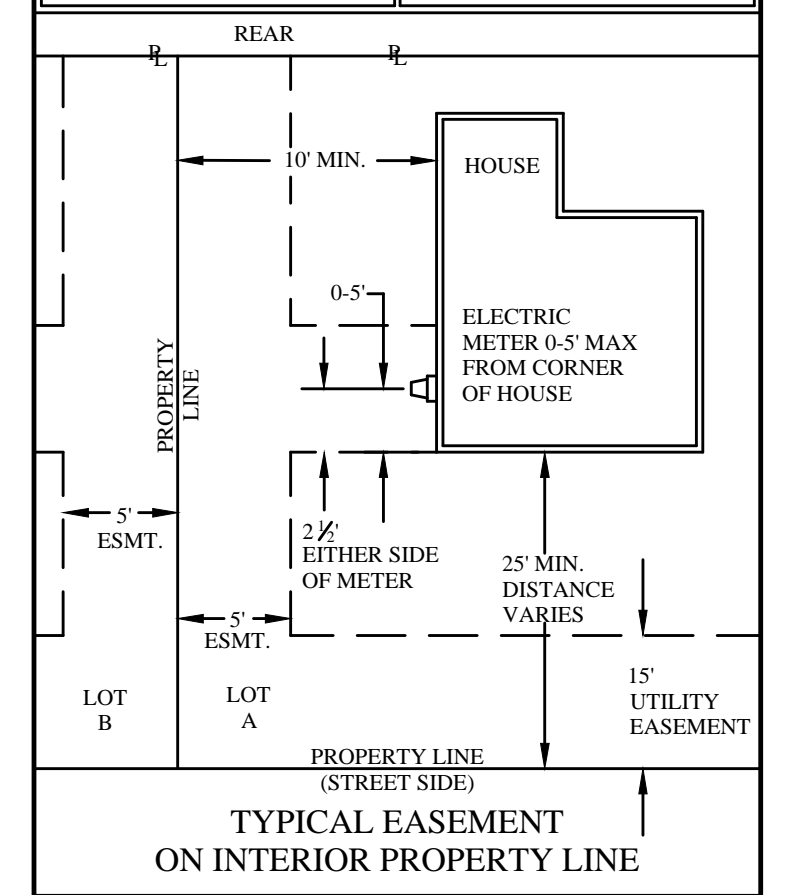 REAR
PL
PL
10' MIN.
HOUSE
0-5'
ELECTRIC
METER 0-5' MAX
FROM CORNER
OF HOUSE
PROPERTY
LINE
5'
ESMT.
2 ½'
EITHER SIDE
OF METER
25' MIN.
DISTANCE
VARIES
5'
ESMT.
15'
UTILITY
EASEMENT
LOT
B
LOT
A
PROPERTY LINE
(STREET SIDE)
TYPICAL EASEMENT
ON INTERIOR PROPERTY LINE